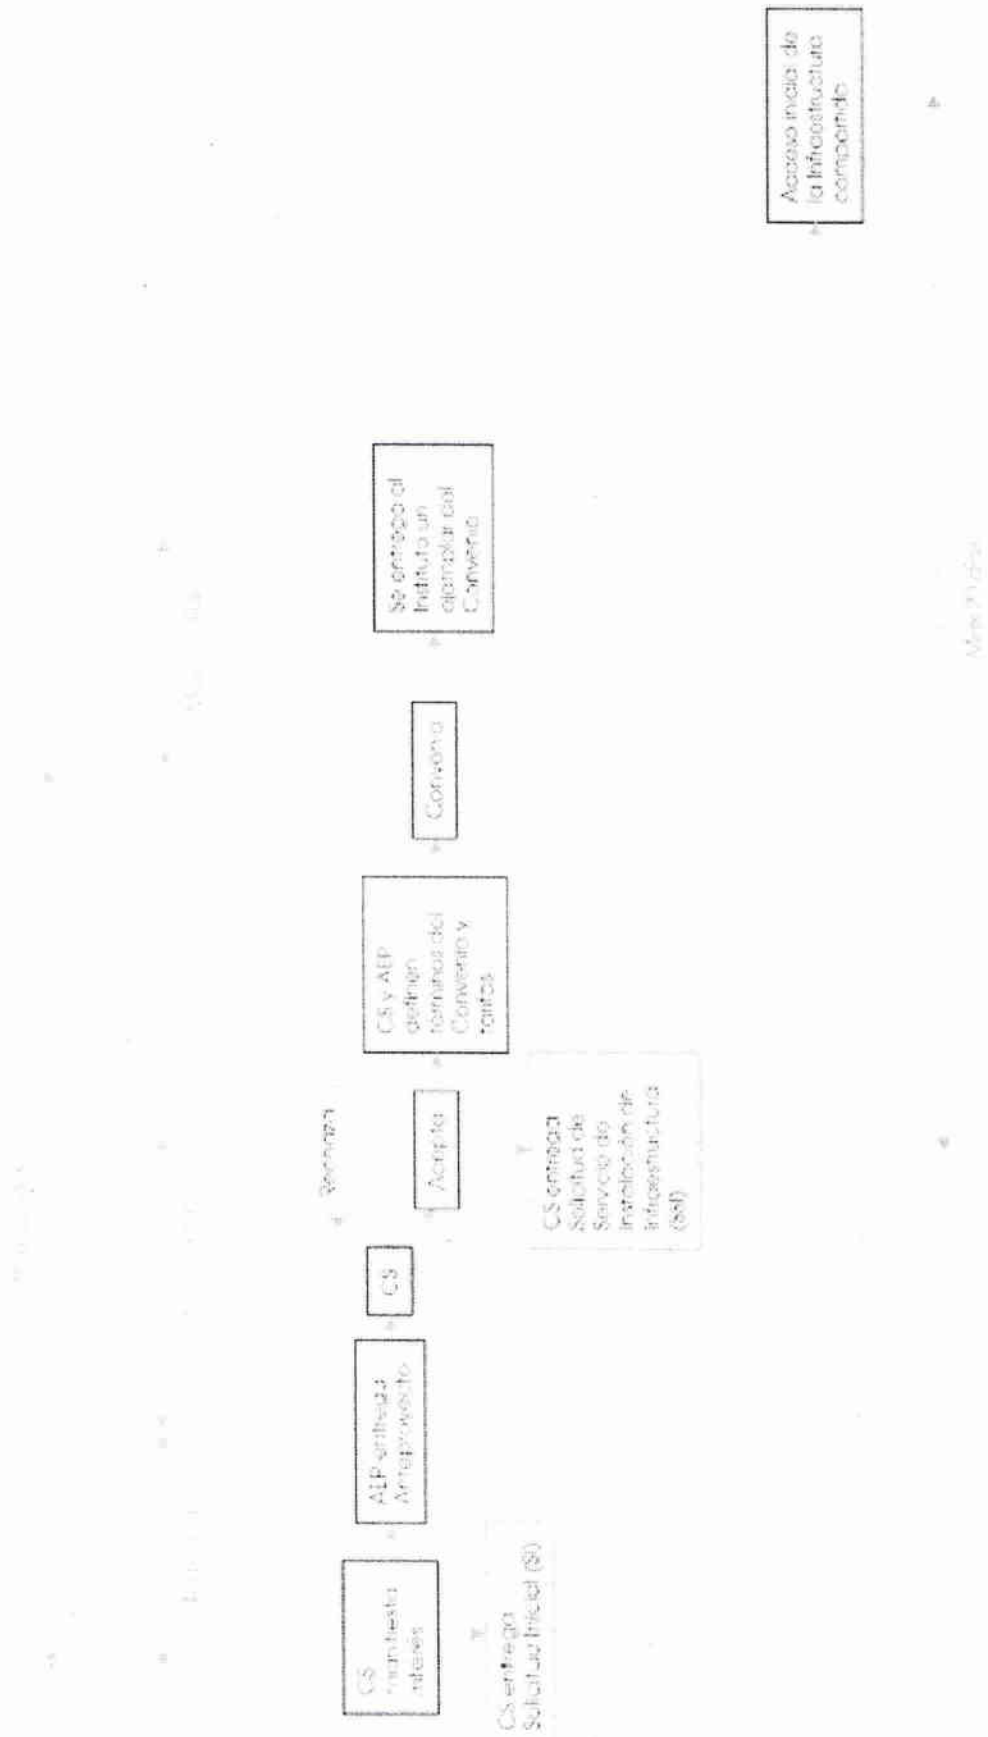 CS
manifiesta
interés
CS entrega
Solicitud Inicial (SI)
AEP entrega
Anteproyecto
CS
Rechaza
Acepta
CS entrega
Solicitud de
Servicio de
Instalación de
Infraestructura
(SSI)
CS y AEP
definen
términos del
Convenio y
tarifas
Convenio
Se entrega al
Instituto un
ejemplar del
Convenio
Acceso inicial de
la Infraestructura
compartida